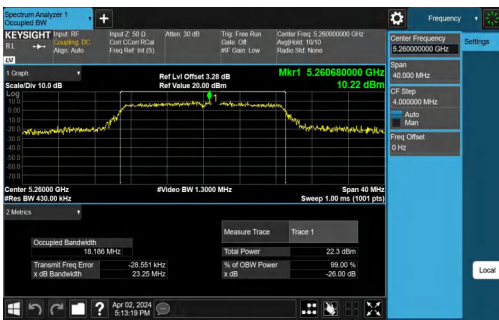 Spectrum Analyzer 1
Occupied BW
+
Frequency
KEYSIGHT Input: RF Input Z: 50 Ω Atten: 30 dB Trig: Free Run Center Freq: 5.260000000 GHz
RL Coupling: DC Corr CCorr RCal Gate: Off Avg|Hold: 10/10
Align: Auto Freq Ref: Int (S) #IF Gain: Low Radio Std: None
LV
Center Frequency
5.260000000 GHz
Settings
Span
40.000 MHz
CF Step
4.000000 MHz
Auto
Man
Freq Offset
0 Hz
Local
1 Graph
Ref Lvl Offset 3.28 dB
Mkr1 5.260680000 GHz
Scale/Div 10.0 dB Ref Value 20.00 dBm 10.22 dBm
Log
10.0
0.00
-10.0
-20.0
-30.0
-40.0
-50.0
-60.0
-70.0
1
Center 5.26000 GHz #Video BW 1.3000 MHz Span 40 MHz
#Res BW 430.00 kHz Sweep 1.00 ms (1001 pts)
2 Metrics
Measure Trace Trace 1
Occupied Bandwidth
18.186 MHz Total Power 22.3 dBm
Transmit Freq Error -28.551 kHz % of OBW Power 99.00 %
x dB Bandwidth 23.25 MHz x dB -26.00 dB
? Apr 02, 2024
5:13:19 PM